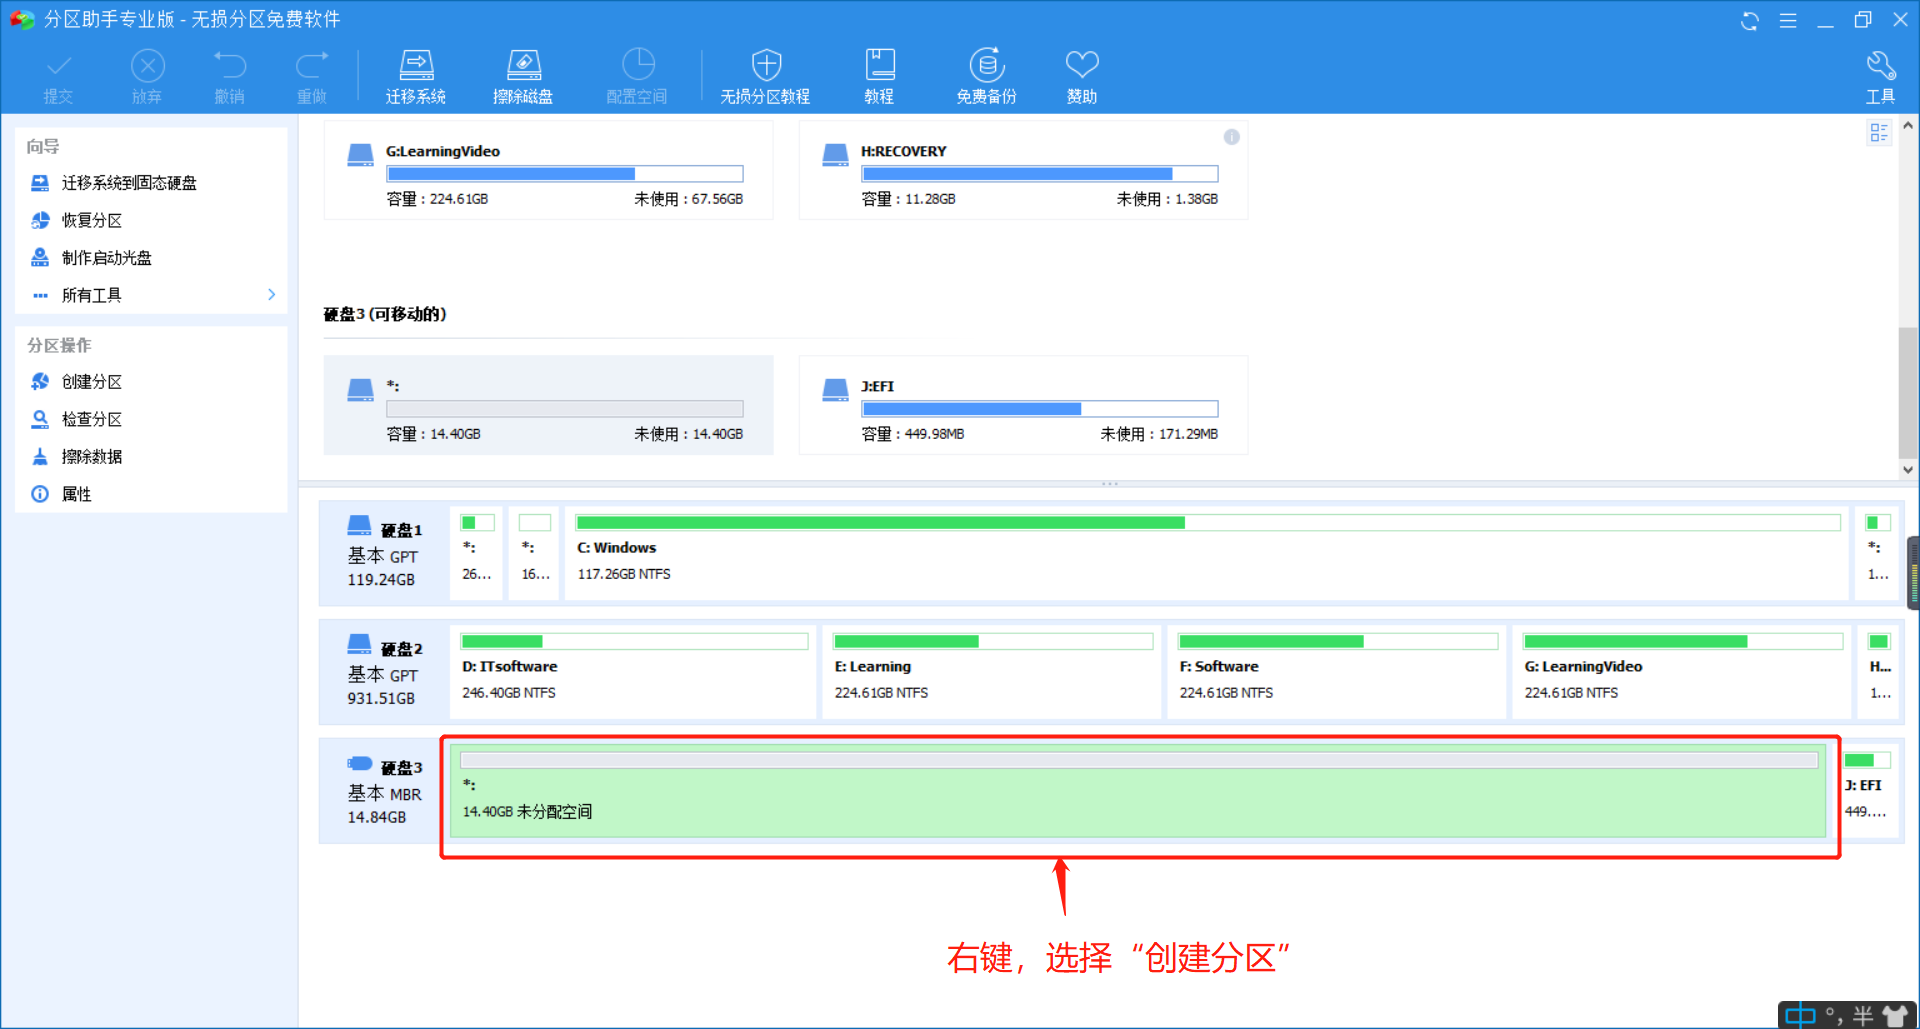 分区助手专业版 - 无损分区免费软件
提交
放弃
撤销
重做
迁移系统
擦除磁盘
配置空间
无损分区教程
教程
免费备份
赞助
工具
向导
迁移系统到固态硬盘
恢复分区
制作启动光盘
所有工具
分区操作
创建分区
检查分区
擦除数据
属性
G:LearningVideo
容量：224.61GB 未使用：67.56GB
H:RECOVERY
容量：11.28GB 未使用：1.38GB
硬盘3 (可移动的)
*:
容量：14.40GB 未使用：14.40GB
J:EFI
容量：449.98MB 未使用：171.29MB
硬盘1
基本 GPT
119.24GB
*:
26...
*:
16...
C: Windows
117.26GB NTFS
*:
1...
硬盘2
基本 GPT
931.51GB
D: ITsoftware
246.40GB NTFS
E: Learning
224.61GB NTFS
F: Software
224.61GB NTFS
G: LearningVideo
224.61GB NTFS
H...
1...
硬盘3
基本 MBR
14.84GB
*:
14.40GB 未分配空间
J: EFI
449....
右键，选择“创建分区”
中 °, 半